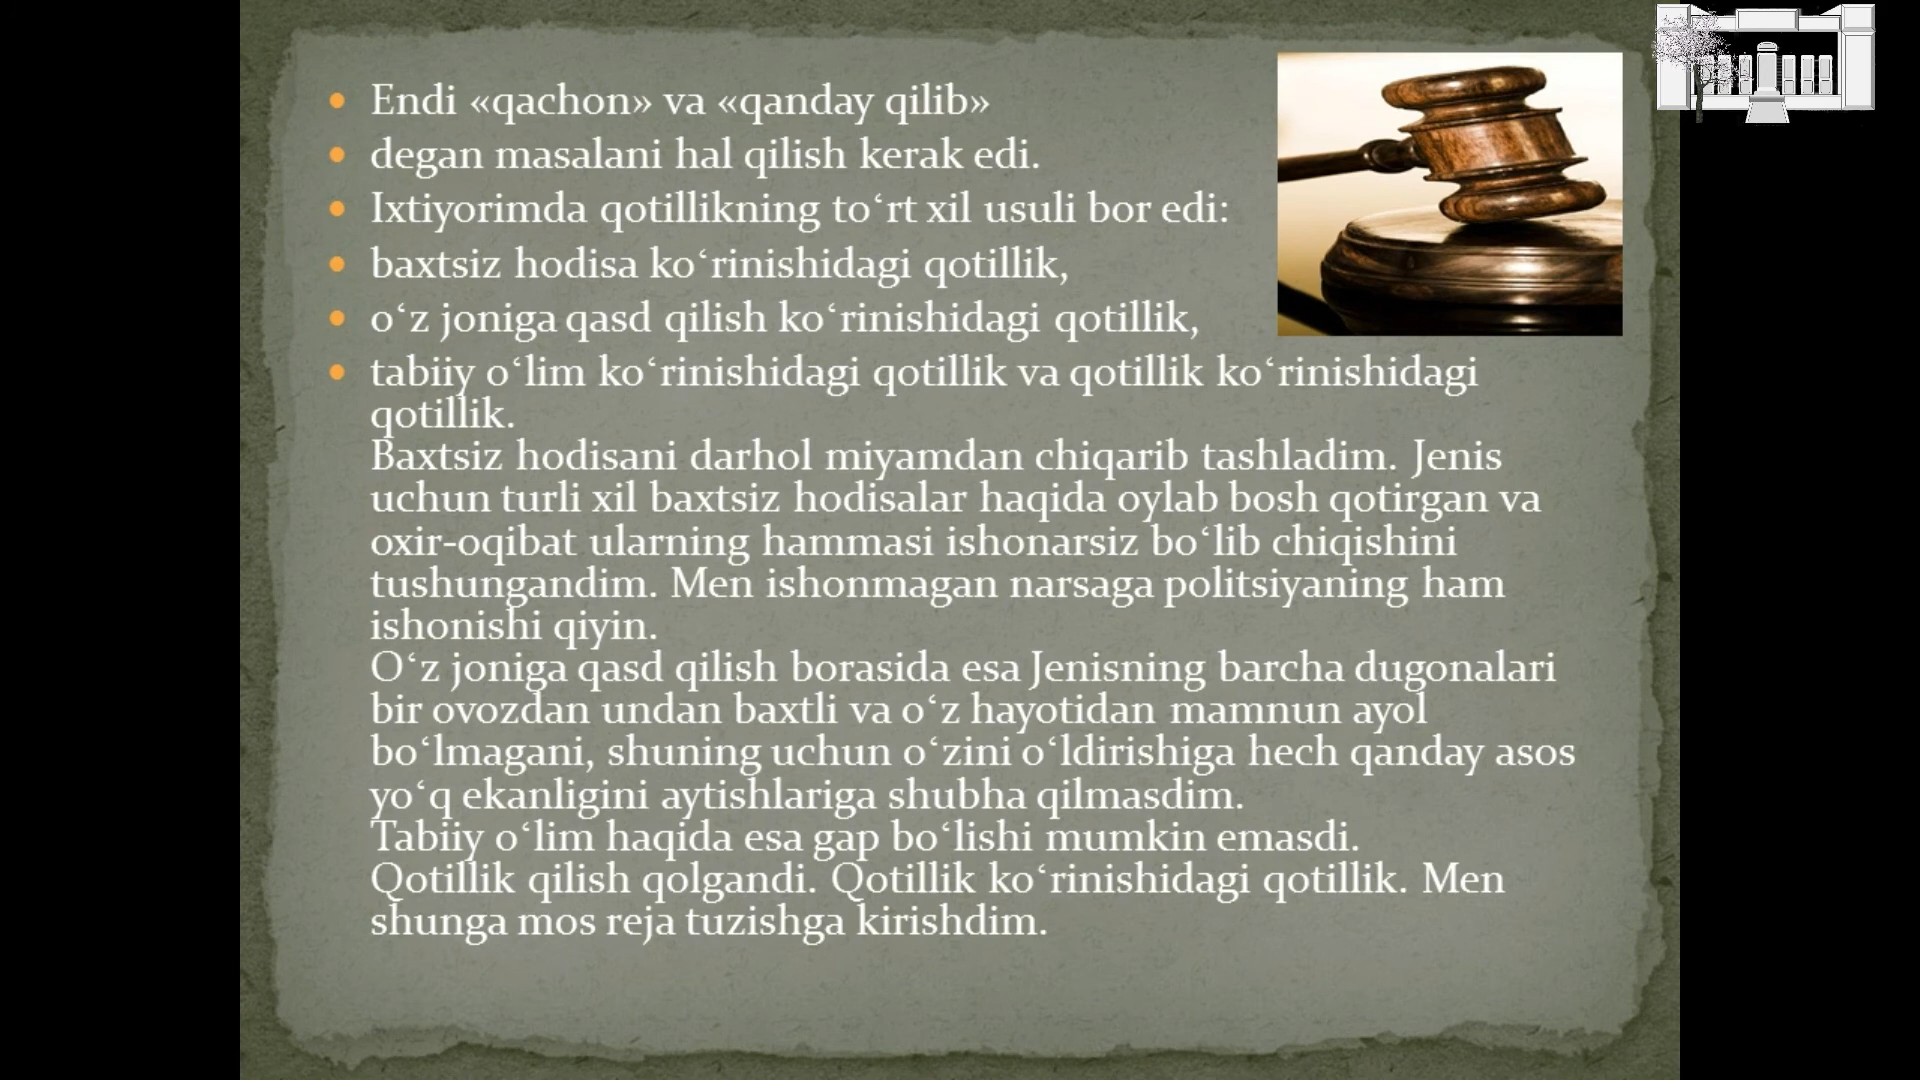 Endi «qachon» va «qanday qilib»
degan masalani hal qilish kerak edi.
Ixtiyorimda qotillikning to‘rt xil usuli bor edi:
baxtsiz hodisa ko‘rinishidagi qotillik,
o‘z joniga qasd qilish ko‘rinishidagi qotillik,
tabiiy o‘lim ko‘rinishidagi qotillik va qotillik ko‘rinishidagi
qotillik.
Baxtsiz hodisani darhol miyamdan chiqarib tashladim. Jenis
uchun turli xil baxtsiz hodisalar haqida oylab bosh qotirgan va
oxir-oqibat ularning hammasi ishonarsiz bo‘lib chiqishini
tushungandim. Men ishonmagan narsaga politsiyaning ham
ishonishi qiyin.
O‘z joniga qasd qilish borasida esa Jenisning barcha dugonalari
bir ovozdan undan baxtli va o‘z hayotidan mamnun ayol
bo‘lmagani, shuning uchun o‘zini o‘ldirishiga hech qanday asos
yo‘q ekanligini aytishlariga shubha qilmasdim.
Tabiiy o‘lim haqida esa gap bo‘lishi mumkin emasdi.
Qotillik qilish qolgandi. Qotillik ko‘rinishidagi qotillik. Men
shunga mos reja tuzishga kirishdim.